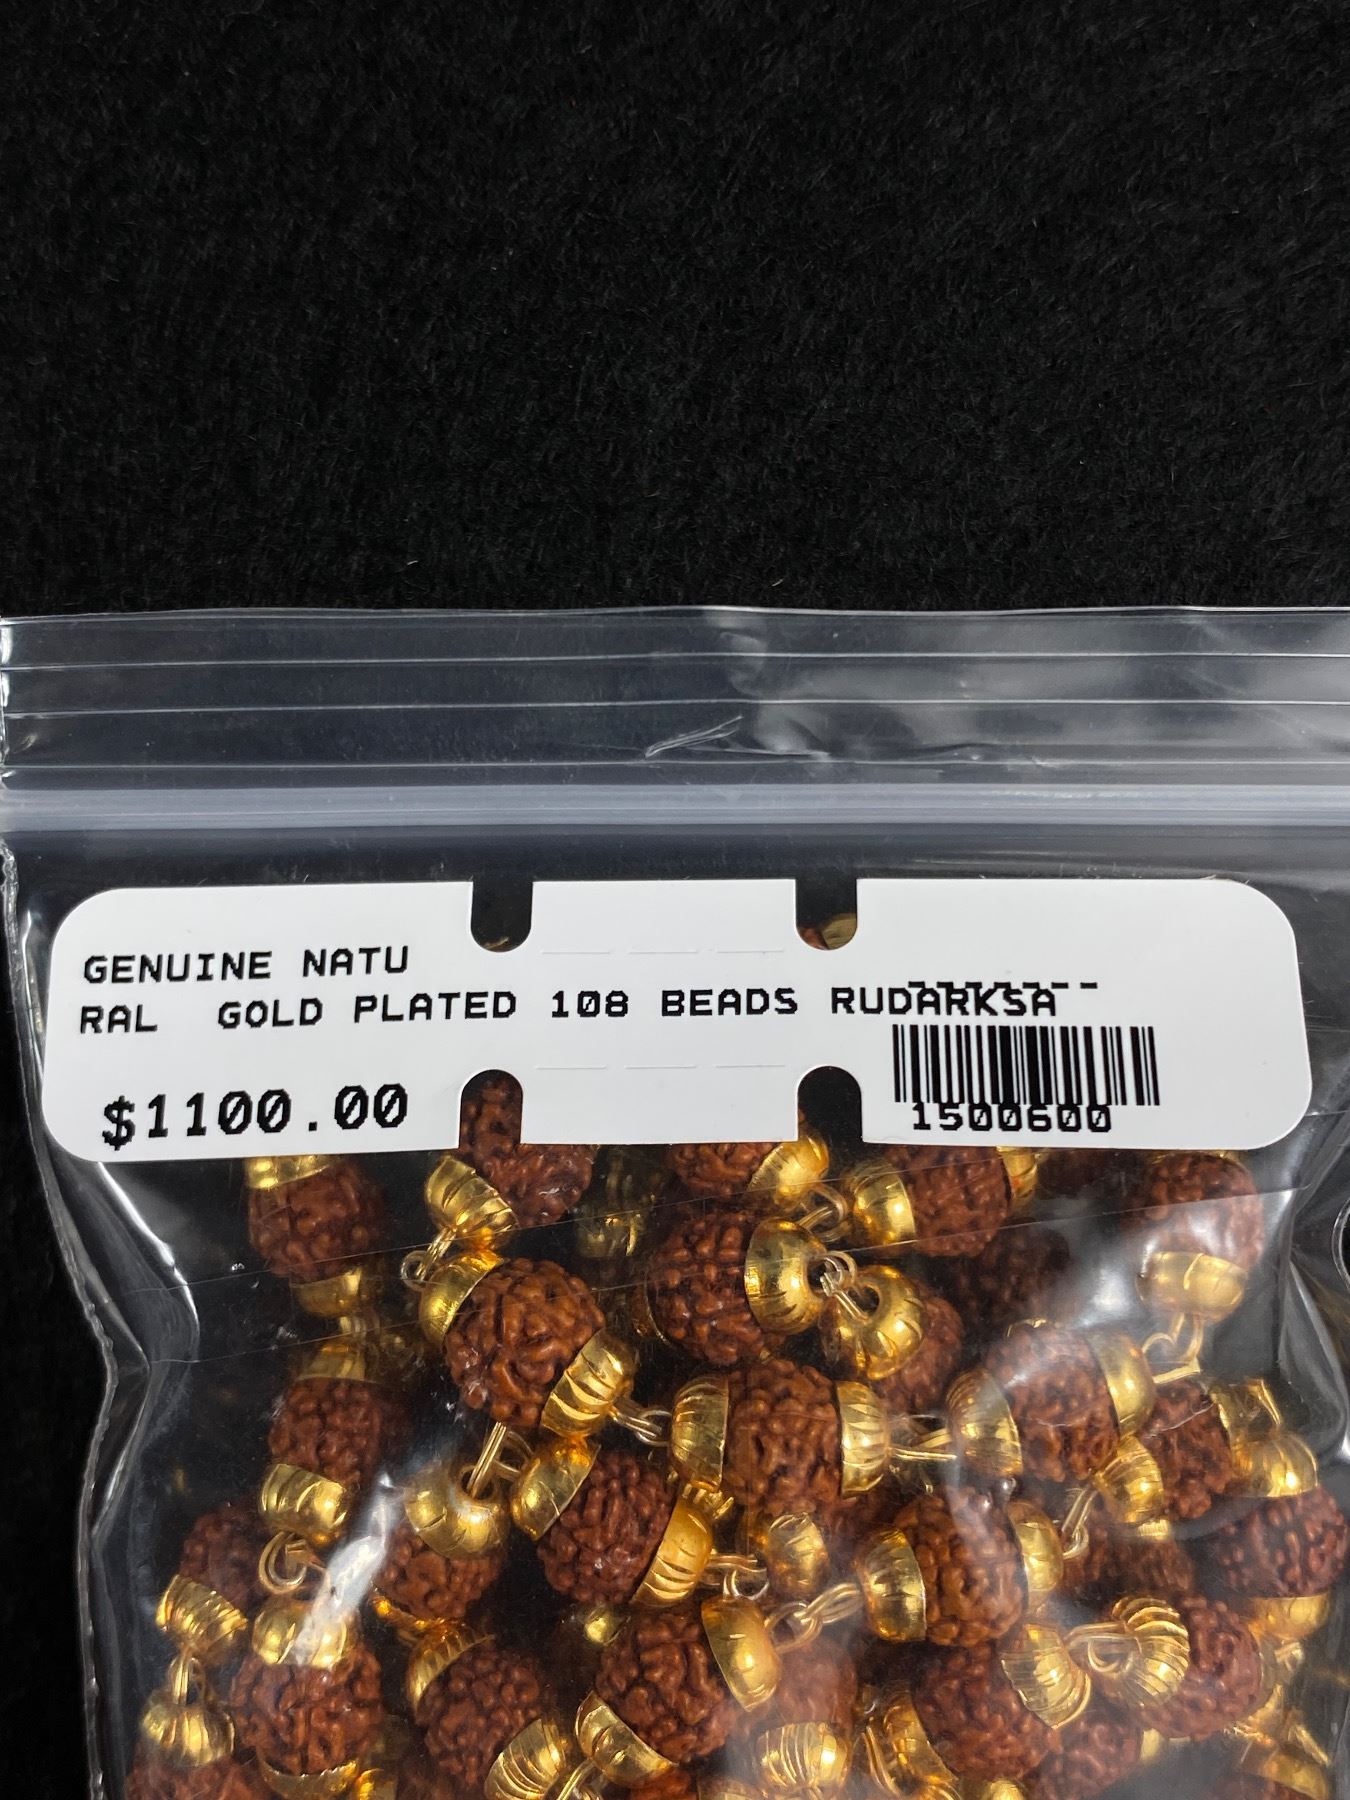 GENUINE NATU
RAL  GOLD PLATED 108 BEADS RUDARKSA
$1100.00
1500600